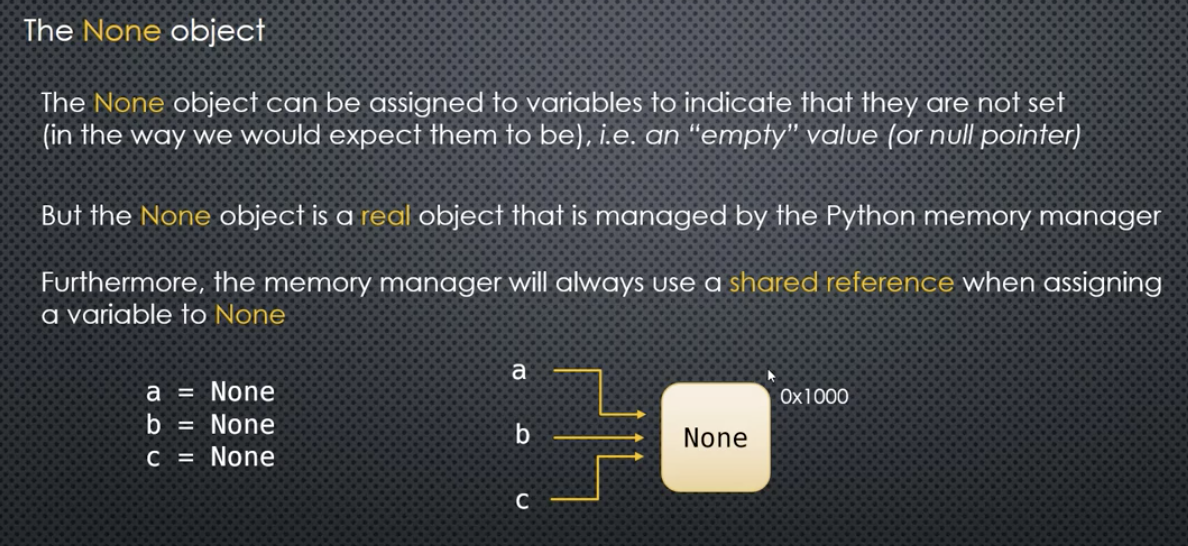 The None object
The None object can be assigned to variables to indicate that they are not set
(in the way we would expect them to be), i.e. an “empty” value (or null pointer)
But the None object is a real object that is managed by the Python memory manager
Furthermore, the memory manager will always use a shared reference when assigning
a variable to None
a = None
b = None
c = None
a
b
c
None
0x1000